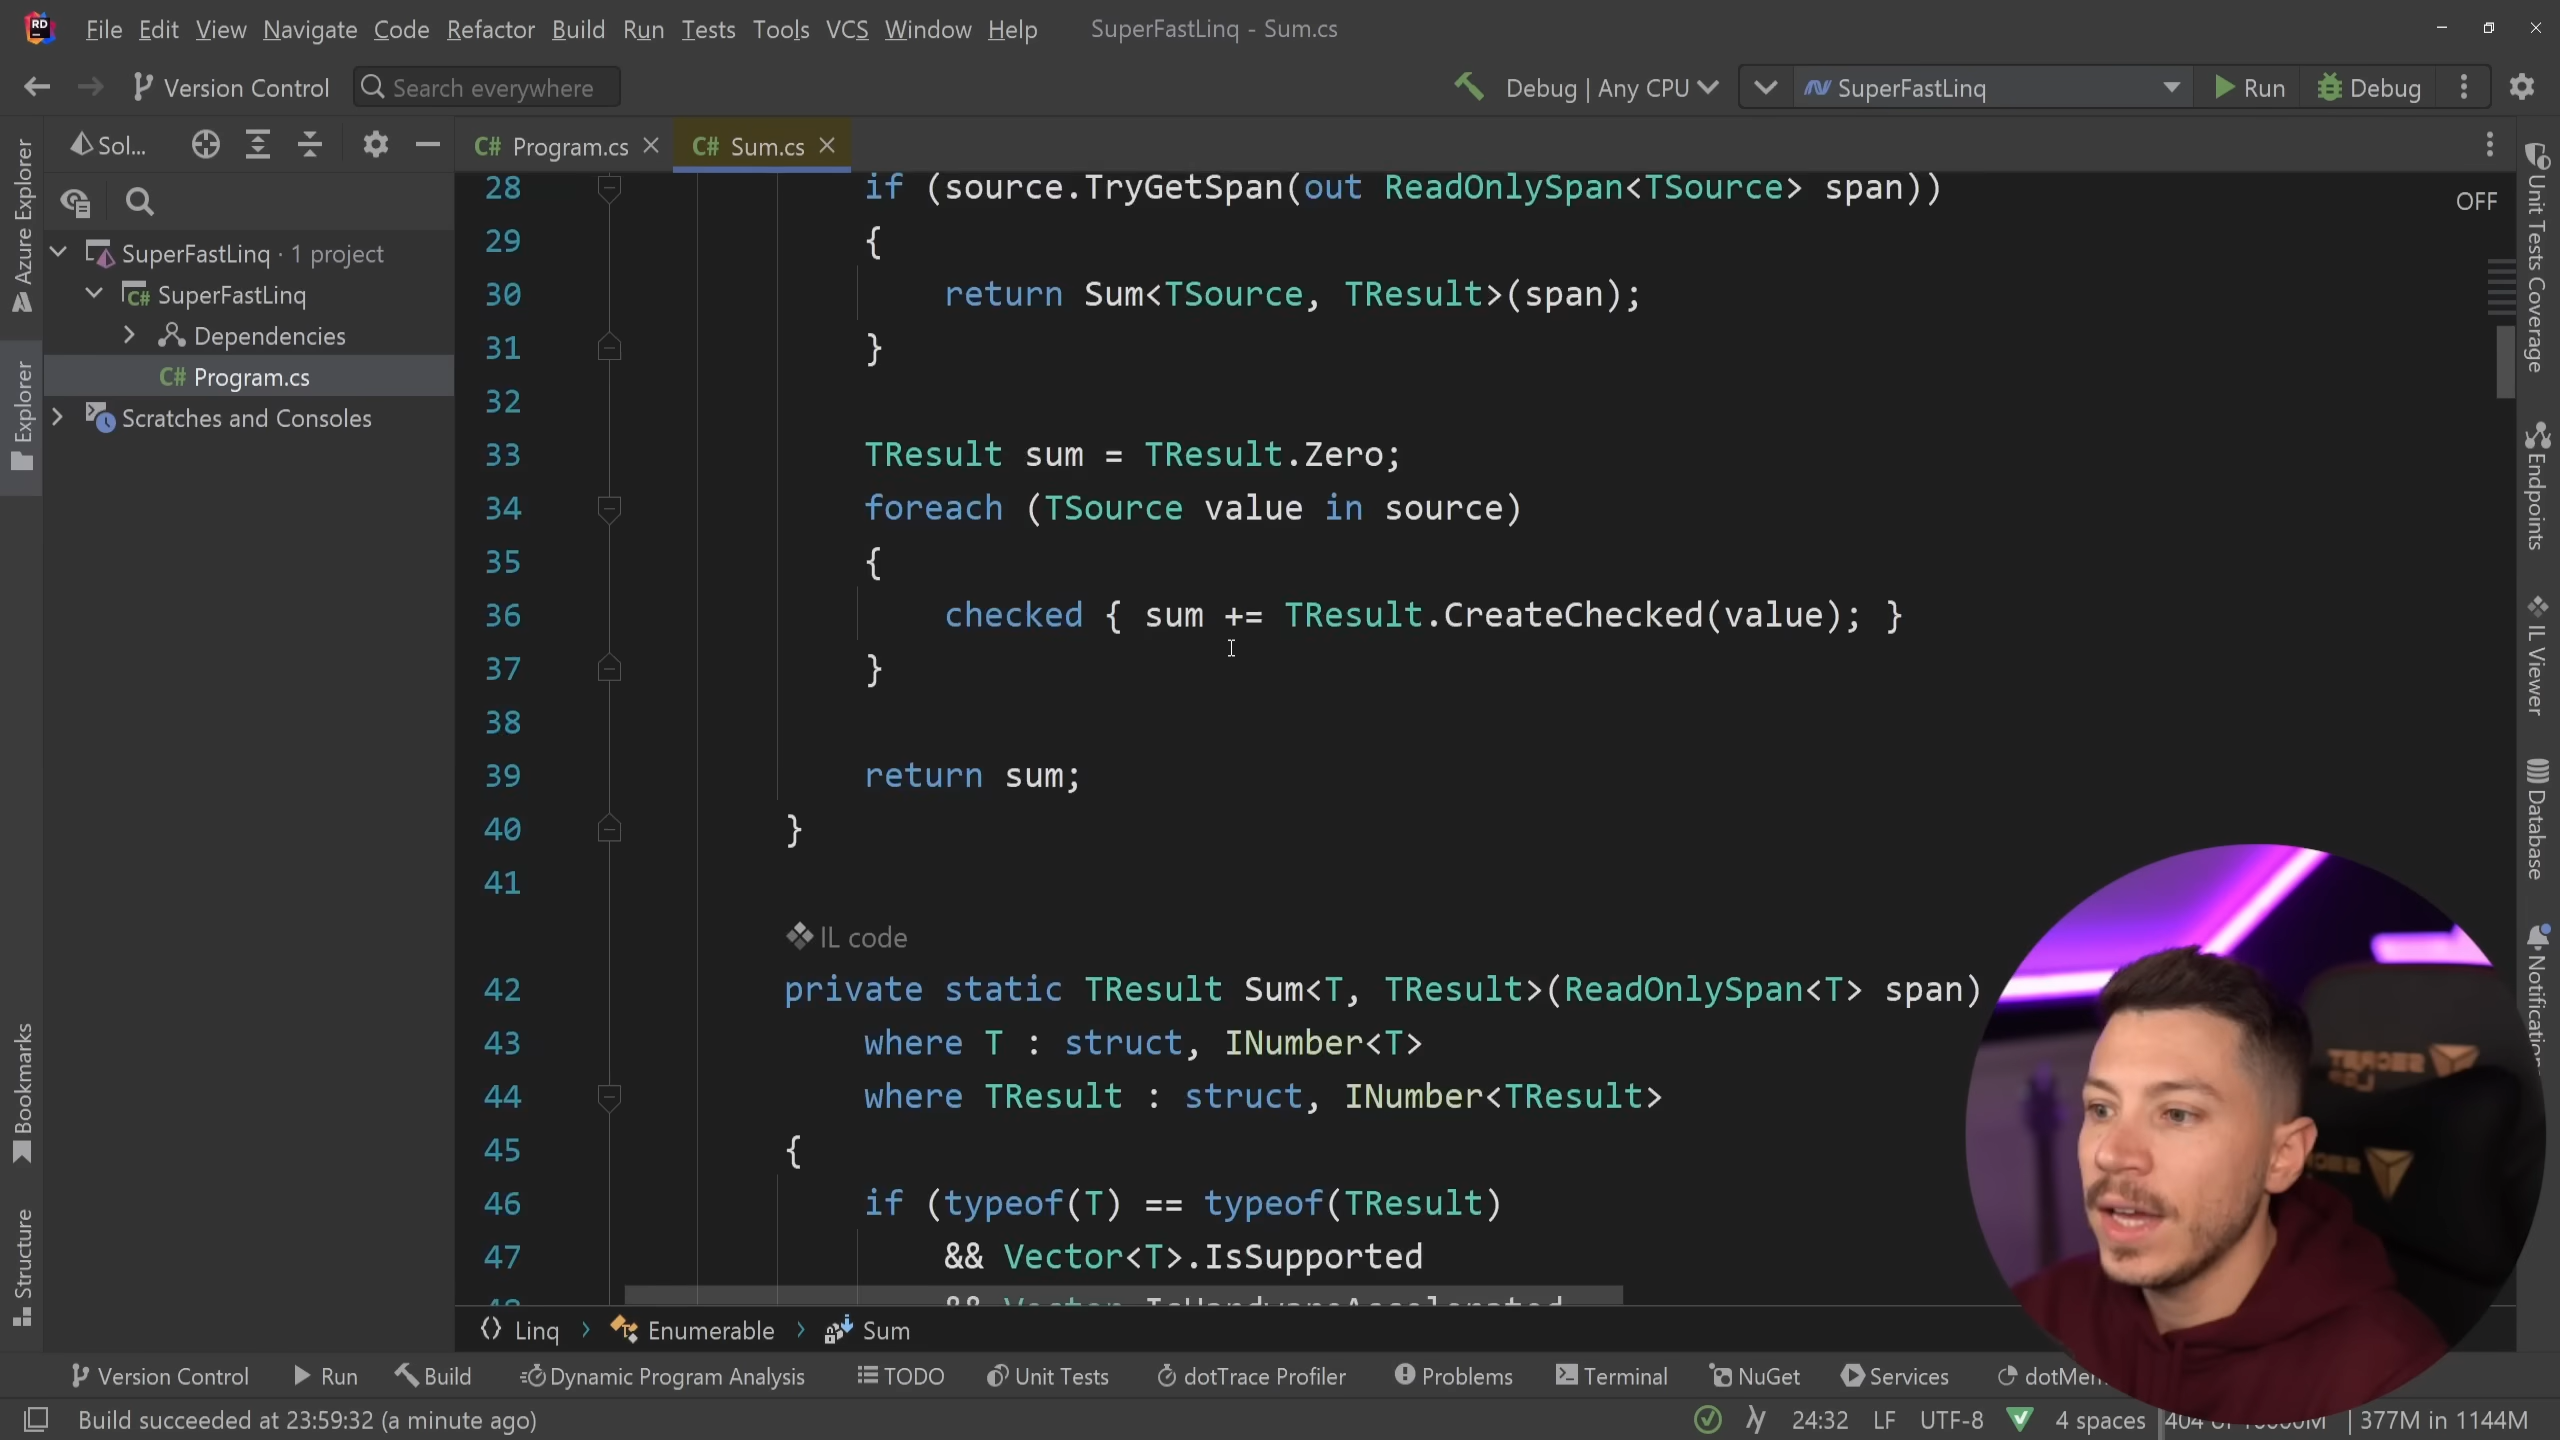 File Edit View Navigate Code Refactor Build Run Tests Tools VCS Window Help SuperFastLinq - Sum.cs
Version Control Search everywhere Debug | Any CPU SuperFastLinq Run Debug
Sol... C# Program.cs C# Sum.cs
Azure Explorer
Explorer
Bookmarks
Structure
SuperFastLinq · 1 project
C# SuperFastLinq
Dependencies
C# Program.cs
Scratches and Consoles
OFF
28 if (source.TryGetSpan(out ReadOnlySpan<TSource> span))
29 {
30 return Sum<TSource, TResult>(span);
31 }
32
33 TResult sum = TResult.Zero;
34 foreach (TSource value in source)
35 {
36 checked { sum += TResult.CreateChecked(value); }
37 }
38
39 return sum;
40 }
41
IL code
42 private static TResult Sum<T, TResult>(ReadOnlySpan<T> span)
43 where T : struct, INumber<T>
44 where TResult : struct, INumber<TResult>
45 {
46 if (typeof(T) == typeof(TResult)
47 && Vector<T>.IsSupported
Unit Tests Coverage
Endpoints
IL Viewer
Database
Linq Enumerable Sum
Version Control Run Build Dynamic Program Analysis TODO Unit Tests dotTrace Profiler Problems Terminal NuGet Services
Build succeeded at 23:59:32 (a minute ago) 24:32 LF UTF-8 4 spaces 377M in 1144M